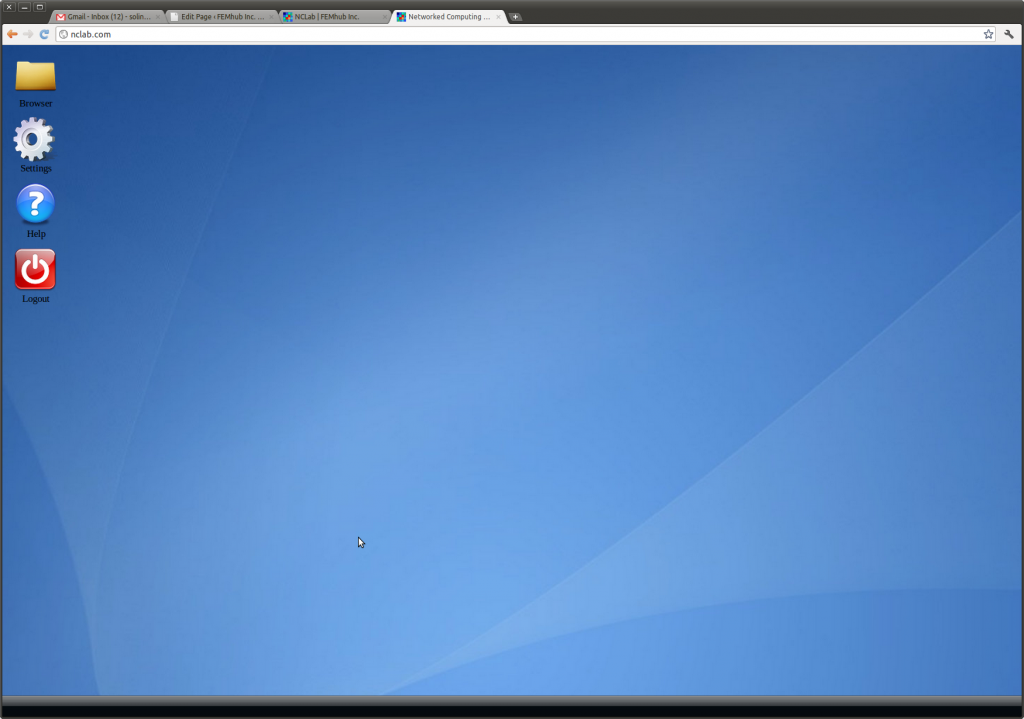 Gmail - Inbox (12) - solin...
Edit Page ‹ FEMhub Inc. ...
NCLab | FEMhub Inc.
Networked Computing ...
nclab.com
Browser
Settings
Help
Logout